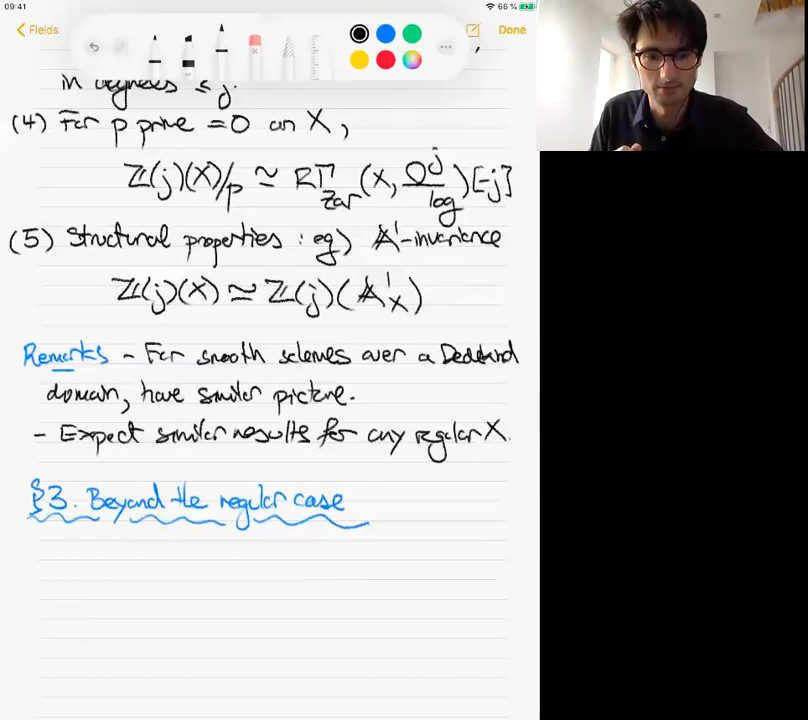 09:41
66 %
Fields
Done
in degrees ≤ j.
(4) For p prime =0 on X,
ℤ(j)(X)/p ≃ RΓ_Zar (X, Ω^j_log)[-j]
(5) Structural properties : eg) 𝔸¹-invariance
ℤ(j)(X) ≃ ℤ(j)(𝔸¹_X)
Remarks - For smooth schemes over a Dedekind
domain, have similar picture.
- Expect similar results for any regular X.
§3. Beyond the regular case